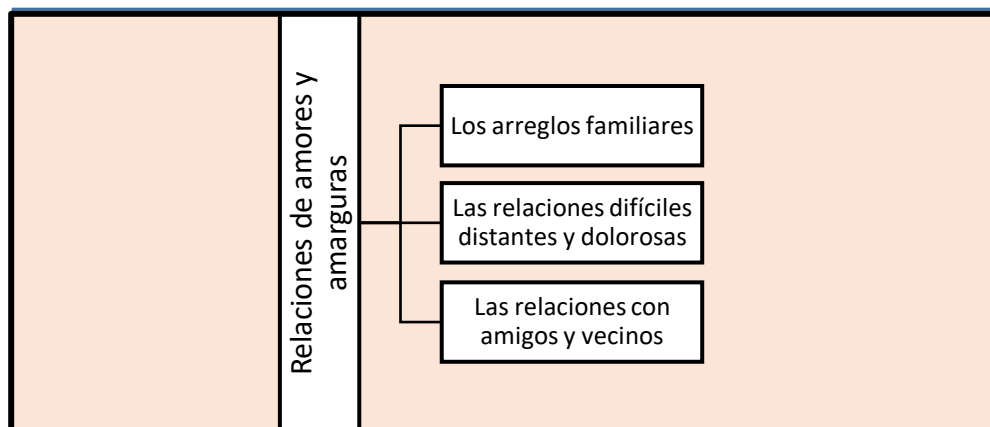 Relaciones de amores y
amarguras
Los arreglos familiares
Las relaciones difíciles
distantes y dolorosas
Las relaciones con
amigos y vecinos